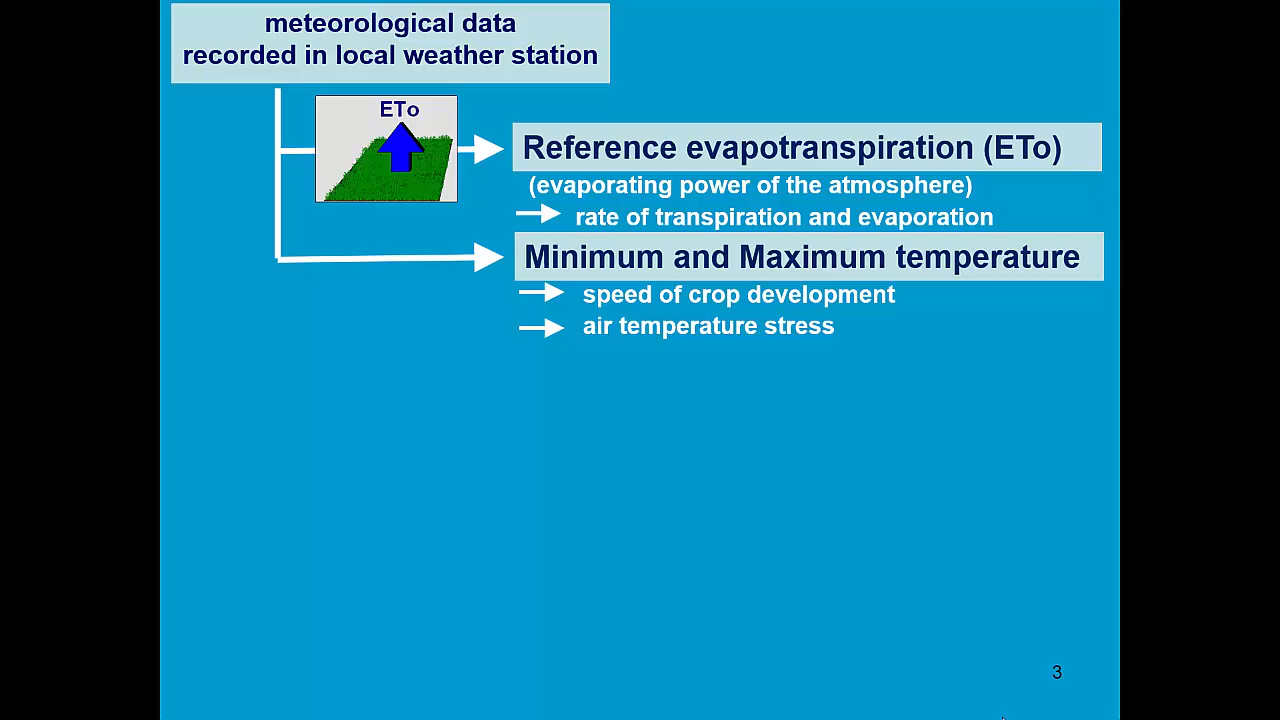 meteorological data
recorded in local weather station
ETo
Reference evapotranspiration (ETo)
(evaporating power of the atmosphere)
rate of transpiration and evaporation
Minimum and Maximum temperature
speed of crop development
air temperature stress
3